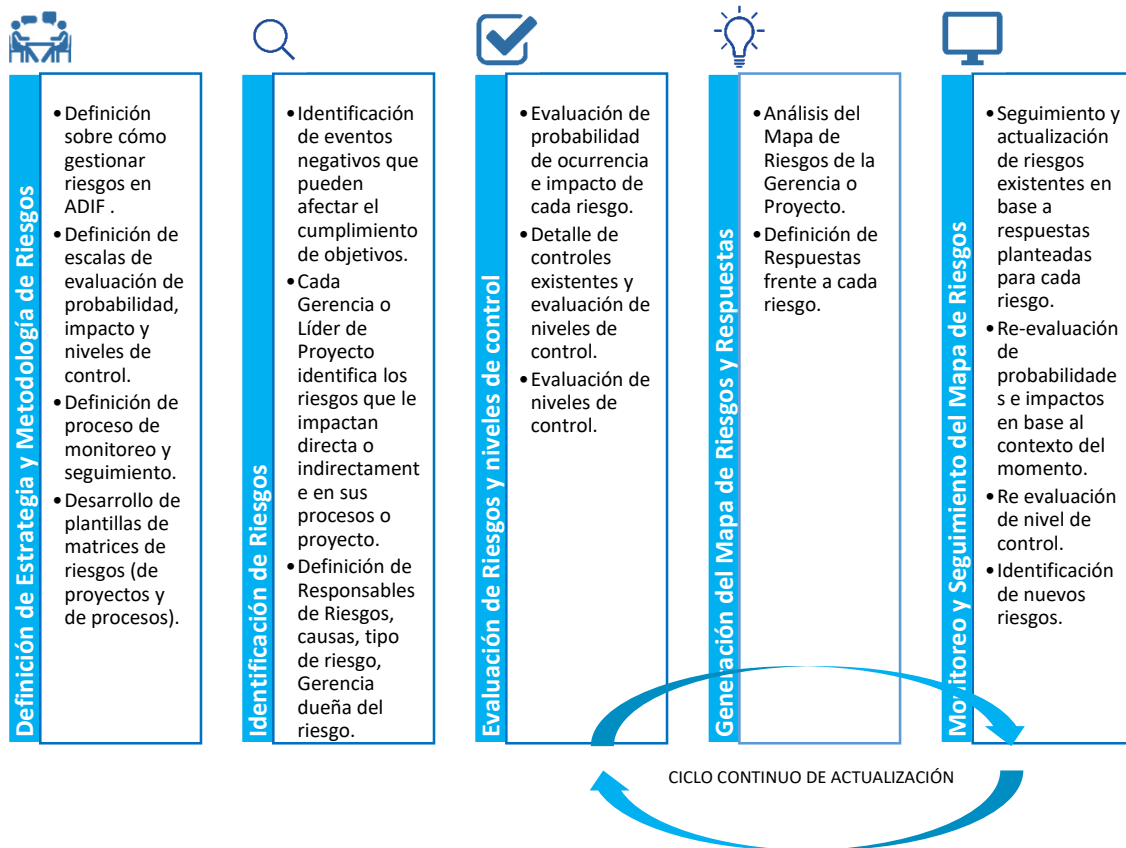 Definición de Estrategia y Metodología de Riesgos
•Definición
sobre cómo
gestionar
riesgos en
ADIF .
•Definición de
escalas de
evaluación de
probabilidad,
impacto y
niveles de
control.
•Definición de
proceso de
monitoreo y
seguimiento.
•Desarrollo de
plantillas de
matrices de
riesgos (de
proyectos y
de procesos).
Identificación de Riesgos
•Identificación
de eventos
negativos que
pueden
afectar el
cumplimiento
de objetivos.
•Cada
Gerencia o
Líder de
Proyecto
identifica los
riesgos que le
impactan
directa o
indirectament
e en sus
procesos o
proyecto.
•Definición de
Responsables
de Riesgos,
causas, tipo
de riesgo,
Gerencia
dueña del
riesgo.
Evaluación de Riesgos y niveles de control
•Evaluación de
probabilidad
de ocurrencia
e impacto de
cada riesgo.
•Detalle de
controles
existentes y
evaluación de
niveles de
control.
•Evaluación de
niveles de
control.
Generación del Mapa de Riesgos y Respuestas
•Análisis del
Mapa de
Riesgos de la
Gerencia o
Proyecto.
•Definición de
Respuestas
frente a cada
riesgo.
Monitoreo y Seguimiento del Mapa de Riesgos
•Seguimiento y
actualización
de riesgos
existentes en
base a
respuestas
planteadas
para cada
riesgo.
•Re-evaluación
de
probabilidade
s e impactos
en base al
contexto del
momento.
•Re evaluación
de nivel de
control.
•Identificación
de nuevos
riesgos.
CICLO CONTINUO DE ACTUALIZACIÓN